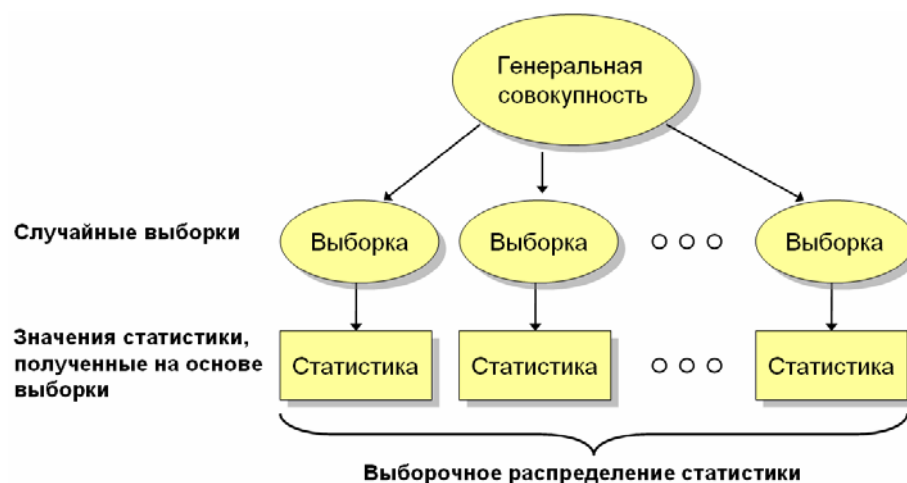 Генеральная
совокупность
Случайные выборки
Выборка
Выборка
Выборка
Значения статистики,
полученные на основе
выборки
Статистика
Статистика
Статистика
Выборочное распределение статистики